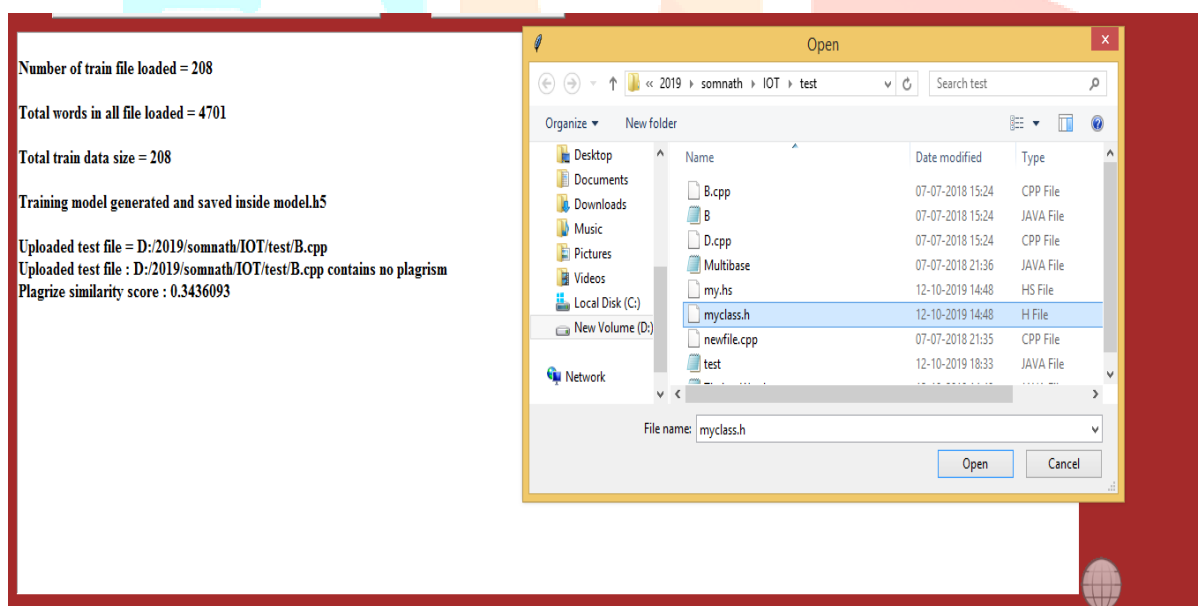 Number of train file loaded = 208
Total words in all file loaded = 4701
Total train data size = 208
Training model generated and saved inside model.h5
Uploaded test file = D:/2019/somnath/IOT/test/B.cpp
Uploaded test file : D:/2019/somnath/IOT/test/B.cpp contains no plagrism
Plagrize similarity score : 0.3436093
Open
« 2019 › somnath › IOT › test
Search test
Organize
New folder
Desktop
Documents
Downloads
Music
Pictures
Videos
Local Disk (C:)
New Volume (D:)
Network
Name Date modified Type
B.cpp 07-07-2018 15:24 CPP File
B 07-07-2018 15:24 JAVA File
D.cpp 07-07-2018 15:24 CPP File
Multibase 07-07-2018 21:36 JAVA File
my.hs 12-10-2019 14:48 HS File
myclass.h 12-10-2019 14:48 H File
newfile.cpp 07-07-2018 21:35 CPP File
test 12-10-2019 18:33 JAVA File
File name: myclass.h
Open Cancel